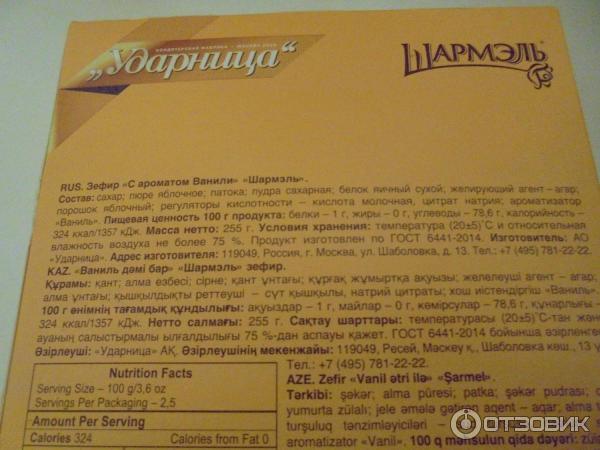 КОНДИТЕРСКАЯ ФАБРИКА • МОСКВА
„Ударница“
ШАРМЭЛЬ
RUS. Зефир «С ароматом Ванили» «Шармэль».
Состав: сахар; пюре яблочное; патока; пудра сахарная; белок яичный сухой; желирующий агент – агар;
порошок яблочный; регуляторы кислотности – кислота молочная, цитрат натрия; ароматизатор
«Ваниль». Пищевая ценность 100 г продукта: белки – 1 г, жиры – 0 г, углеводы – 78,6 г, калорийность –
324 ккал/1357 кДж. Масса нетто: 255 г. Условия хранения: температура (20±5)°С и относительная
влажность воздуха не более 75 %. Продукт изготовлен по ГОСТ 6441-2014. Изготовитель: АО
«Ударница». Адрес изготовителя: 119049, Россия, г. Москва, ул. Шаболовка, д. 13. Тел.: +7 (495) 781-22-22.
KAZ. «Ваниль дәмі бар» «Шармэль» зефир.
Құрамы: қант; алма езбесі; сірне; қант ұнтағы; құрғақ жұмыртқа ақуызы; желелеуші агент – агар;
алма ұнтағы; қышқылдықты реттеуші – сүт қышқылы, натрий цитраты; хош иістендіргіш «Ваниль».
100 г өнімнің тағамдық құндылығы: ақуыздар – 1 г, майлар – 0 г, көмірсулар – 78,6 г, құнарлығы –
324 ккал/1357 кДж. Нетто салмағы: 255 г. Сақтау шарттары: температурасы (20±5)°С-тан және
ауаның салыстырмалы ылғалдылығы 75 %-дан аспауы қажет. ГОСТ 6441-2014 бойынша әзірленген.
Әзірлеуші: «Ударница» АҚ. Әзірлеушінің мекенжайы: 119049, Ресей, Мәскеу қ., Шаболовка көш., 13 ү
Тел.: +7 (495) 781-22-22.
Nutrition Facts
Serving Size – 100 g/3,6 oz
Servings Per Packaging – 2,5
Amount Per Serving
Calories 324 Calories from Fat 0
AZE. Zefir «Vanil ətri ilə» «Şarmel».
Tərkibi: şəkər; alma püresi; patka; şəkər pudrası;
yumurta zülalı; jele əmələ gətirən agent – aqar; alma
turşuluq tənzimləyiciləri –
aromatizator «Vanil». 100 q məhsulun qida dəyəri: zülal
ОТЗОВИК